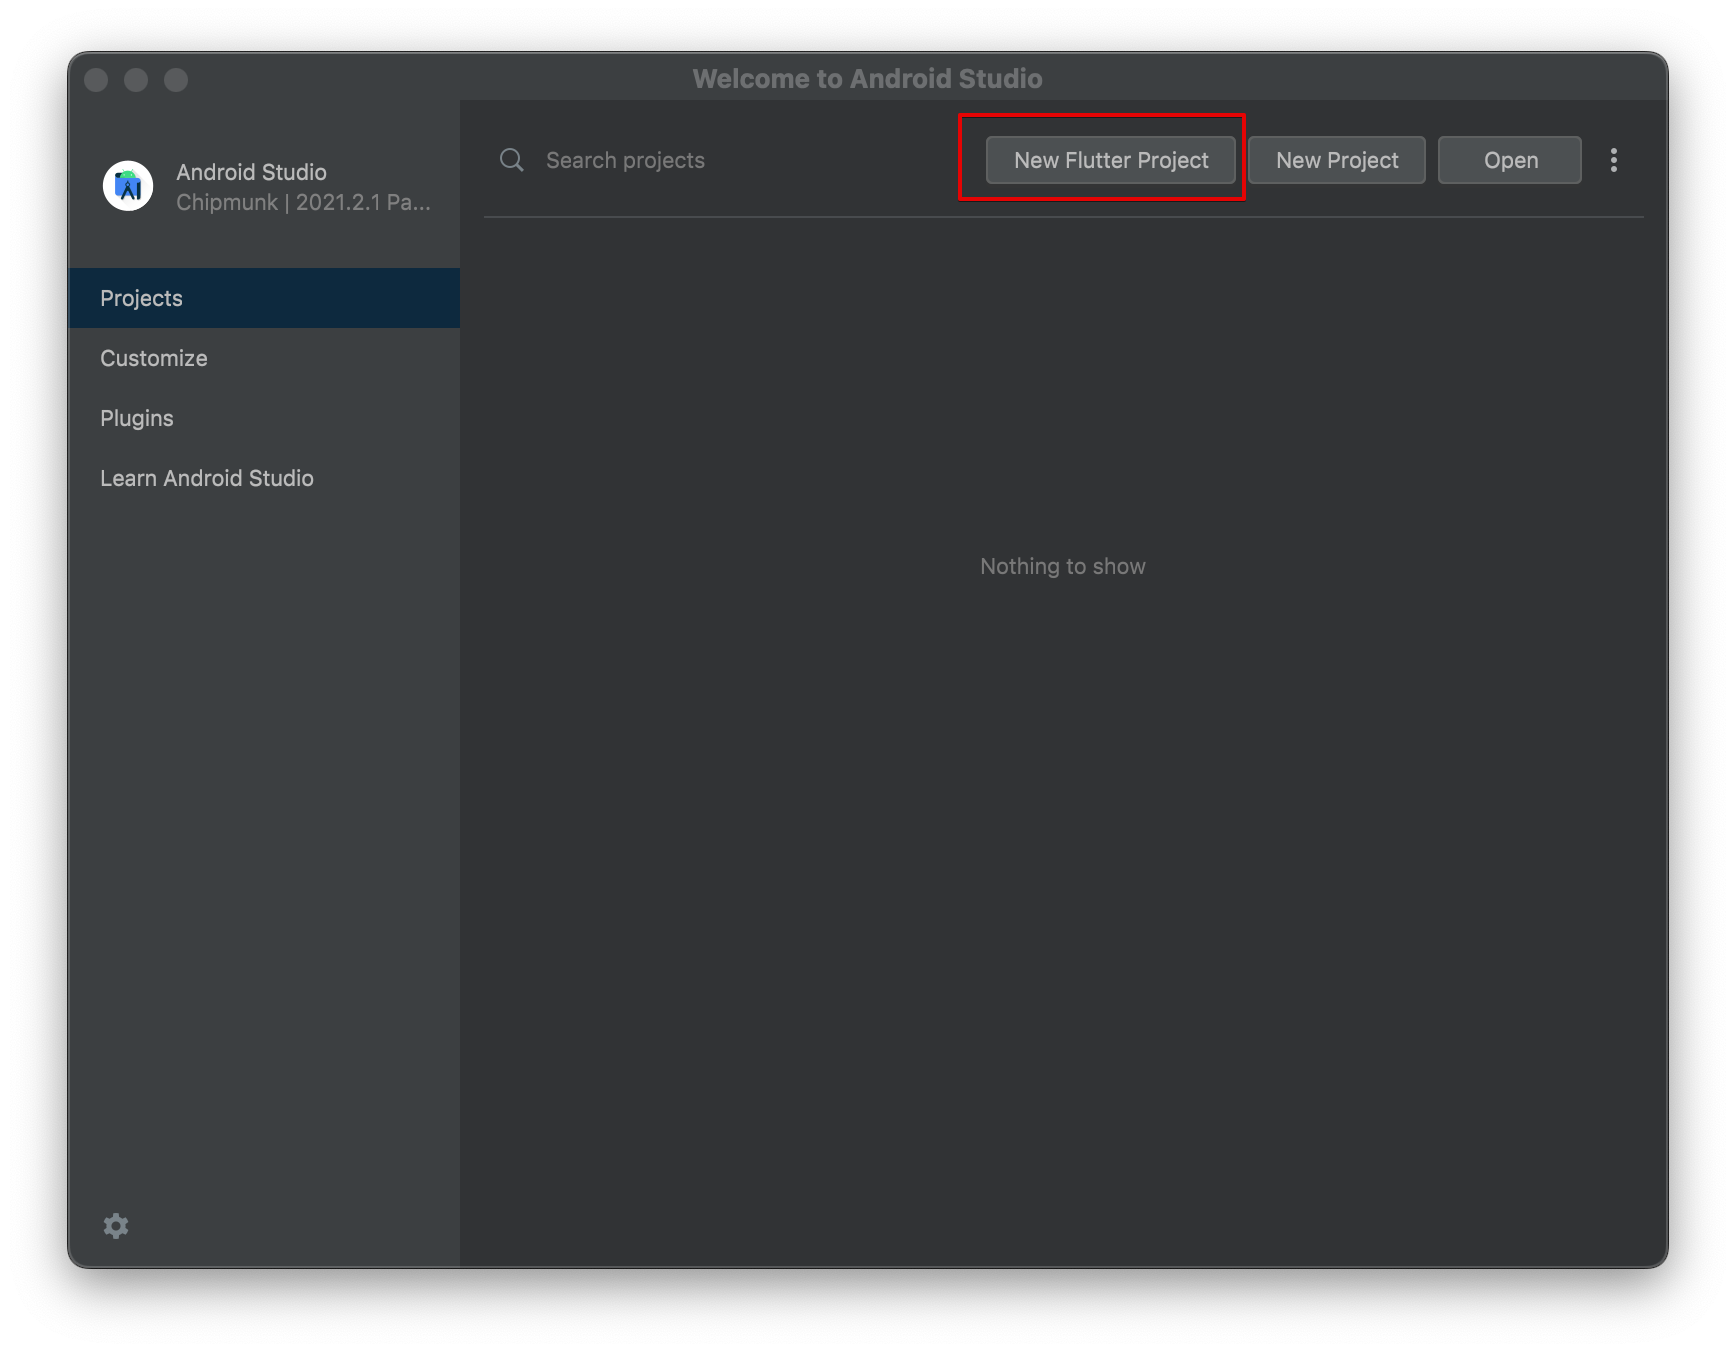 Welcome to Android Studio
Android Studio
Chipmunk | 2021.2.1 Pa...
Search projects
New Flutter Project
New Project
Open
Projects
Customize
Plugins
Learn Android Studio
Nothing to show